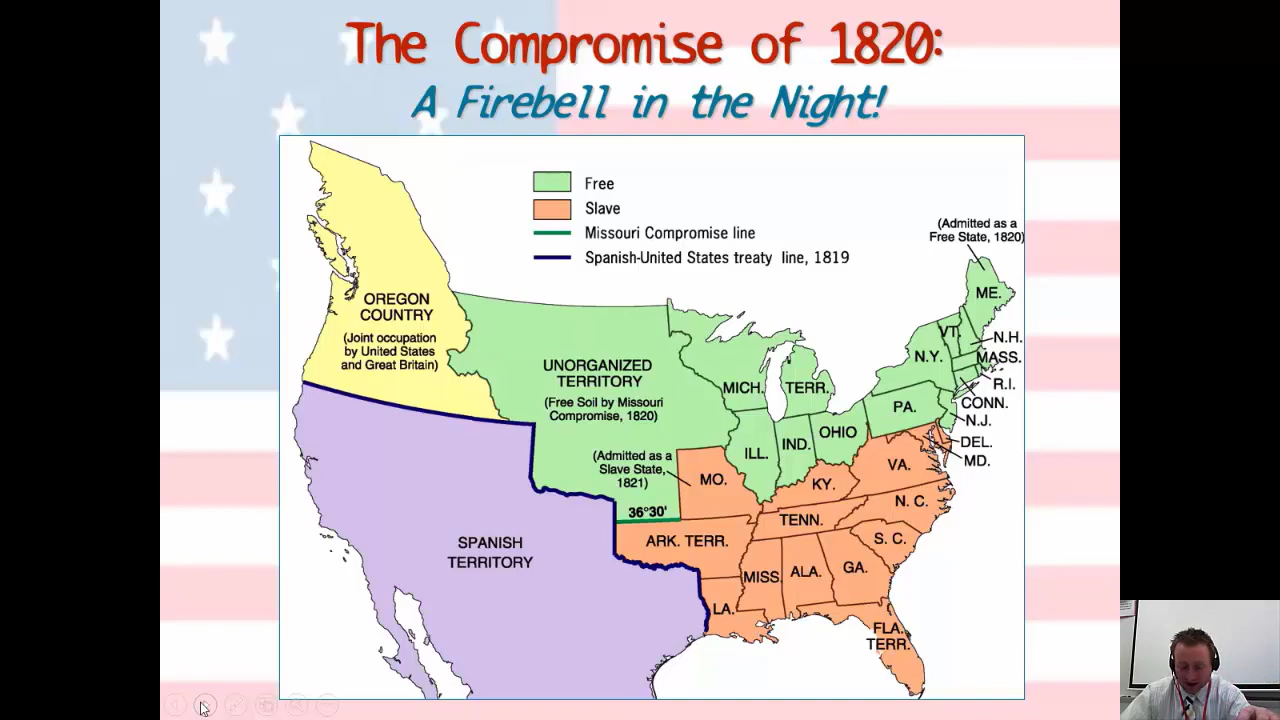 The Compromise of 1820:
A Firebell in the Night!
Free
Slave
Missouri Compromise line
Spanish-United States treaty line, 1819
(Admitted as a
Free State, 1820)
ME.
OREGON
COUNTRY
(Joint occupation
by United States
and Great Britain)
UNORGANIZED
TERRITORY
(Free Soil by Missouri
Compromise, 1820)
MICH. TERR.
VT.
N.H.
N.Y.
MASS.
R.I.
CONN.
PA.
N.J.
OHIO
IND.
ILL.
DEL.
MD.
(Admitted as a
Slave State,
1821)
MO.
KY.
VA.
36°30'
N. C.
TENN.
ARK. TERR.
S. C.
SPANISH
TERRITORY
MISS.
ALA.
GA.
LA.
FLA.
TERR.